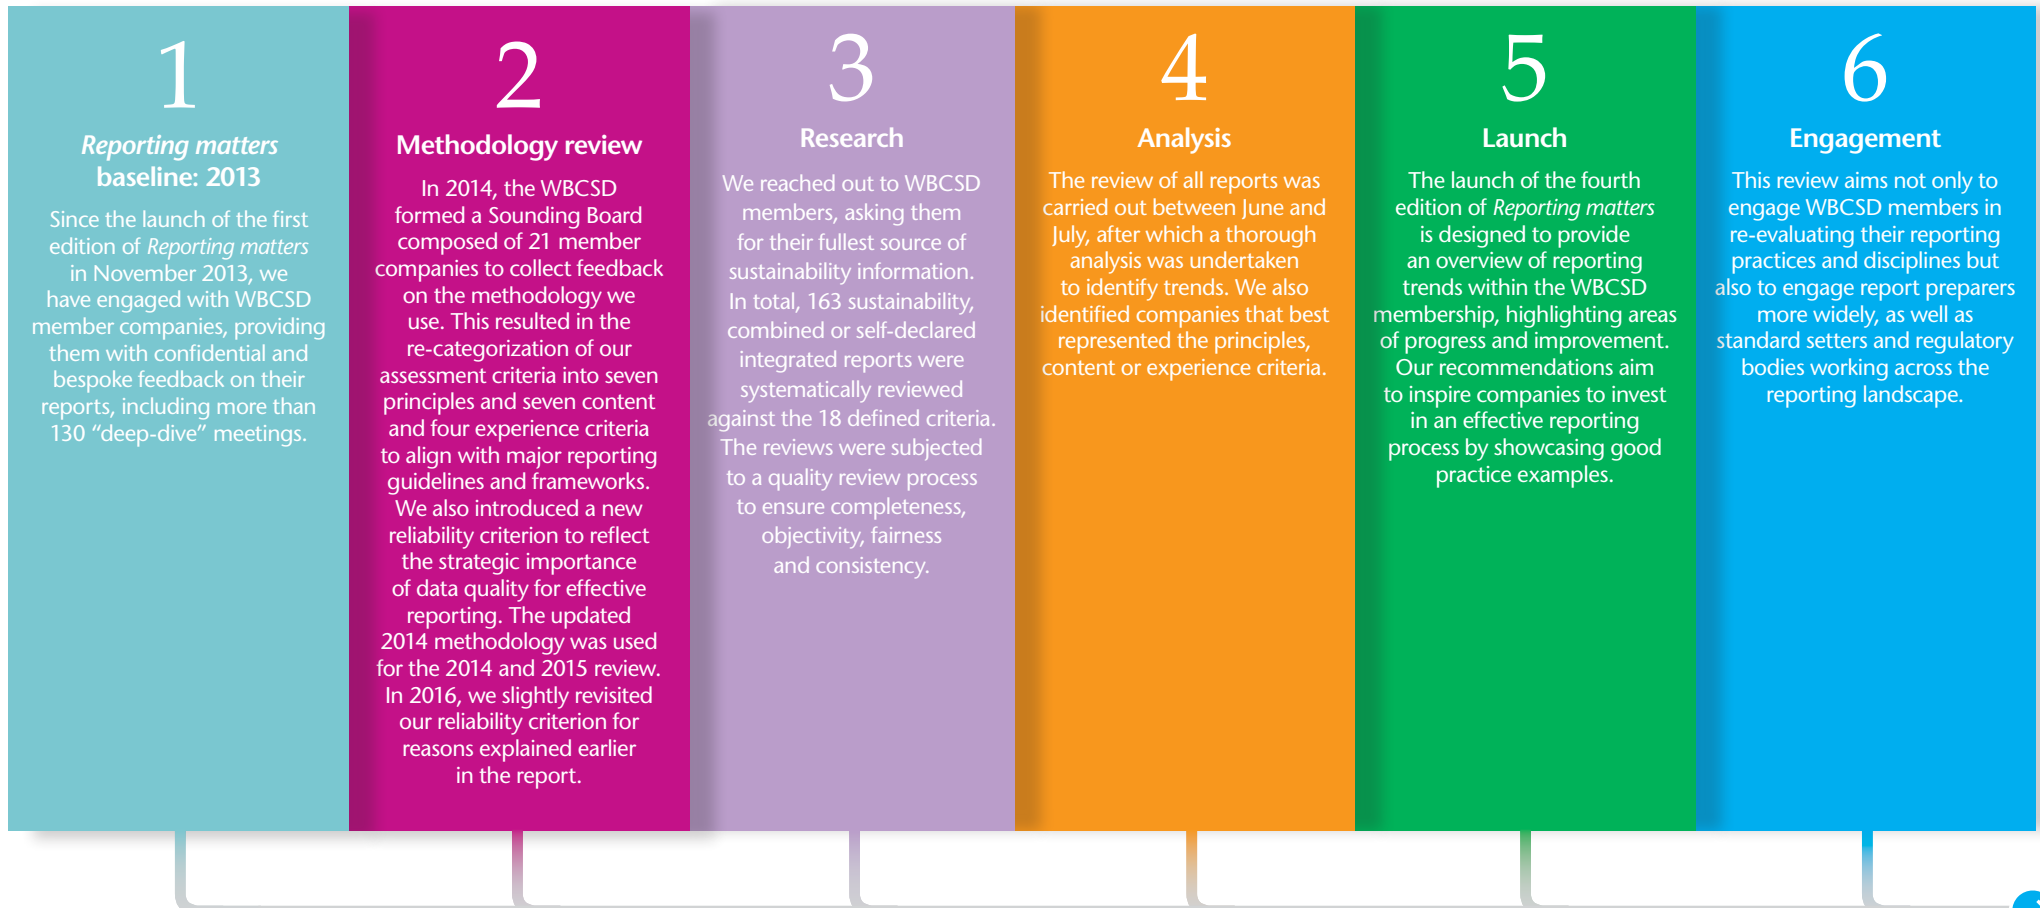 1
Reporting matters
baseline: 2013
Since the launch of the first
edition of Reporting matters
in November 2013, we
have engaged with WBCSD
member companies, providing
them with confidential and
bespoke feedback on their
reports, including more than
130 “deep-dive” meetings.
2
Methodology review
In 2014, the WBCSD
formed a Sounding Board
composed of 21 member
companies to collect feedback
on the methodology we
use. This resulted in the
re-categorization of our
assessment criteria into seven
principles and seven content
and four experience criteria
to align with major reporting
guidelines and frameworks.
We also introduced a new
reliability criterion to reflect
the strategic importance
of data quality for effective
reporting. The updated
2014 methodology was used
for the 2014 and 2015 review.
In 2016, we slightly revisited
our reliability criterion for
reasons explained earlier
in the report.
3
Research
We reached out to WBCSD
members, asking them
for their fullest source of
sustainability information.
In total, 163 sustainability,
combined or self-declared
integrated reports were
systematically reviewed
against the 18 defined criteria.
The reviews were subjected
to a quality review process
to ensure completeness,
objectivity, fairness
and consistency.
4
Analysis
The review of all reports was
carried out between June and
July, after which a thorough
analysis was undertaken
to identify trends. We also
identified companies that best
represented the principles,
content or experience criteria.
5
Launch
The launch of the fourth
edition of Reporting matters
is designed to provide
an overview of reporting
trends within the WBCSD
membership, highlighting areas
of progress and improvement.
Our recommendations aim
to inspire companies to invest
in an effective reporting
process by showcasing good
practice examples.
6
Engagement
This review aims not only to
engage WBCSD members in
re-evaluating their reporting
practices and disciplines but
also to engage report preparers
more widely, as well as
standard setters and regulatory
bodies working across the
reporting landscape.